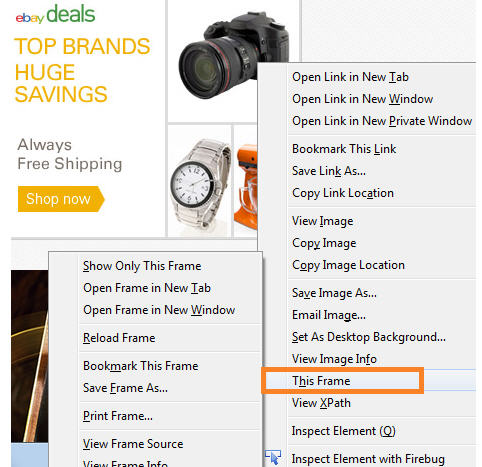 ebay deals
TOP BRANDS
HUGE
SAVINGS
Always
Free Shipping
Shop now
Open Link in New Tab
Open Link in New Window
Open Link in New Private Window
Bookmark This Link
Save Link As...
Copy Link Location
View Image
Copy Image
Copy Image Location
Save Image As...
Email Image...
Set As Desktop Background...
View Image Info
This Frame
View XPath
Inspect Element (Q)
Inspect Element with Firebug
Show Only This Frame
Open Frame in New Tab
Open Frame in New Window
Reload Frame
Bookmark This Frame
Save Frame As...
Print Frame...
View Frame Source
View Frame Info